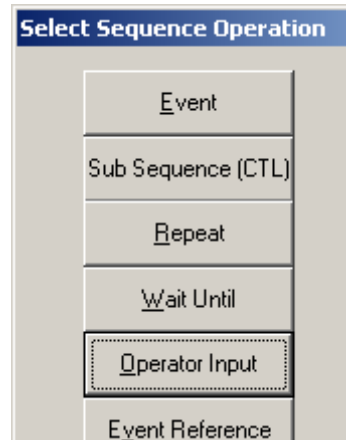 Select Sequence Operation
Event
Sub Sequence (CTL)
Repeat
Wait Until
Operator Input
Event Reference